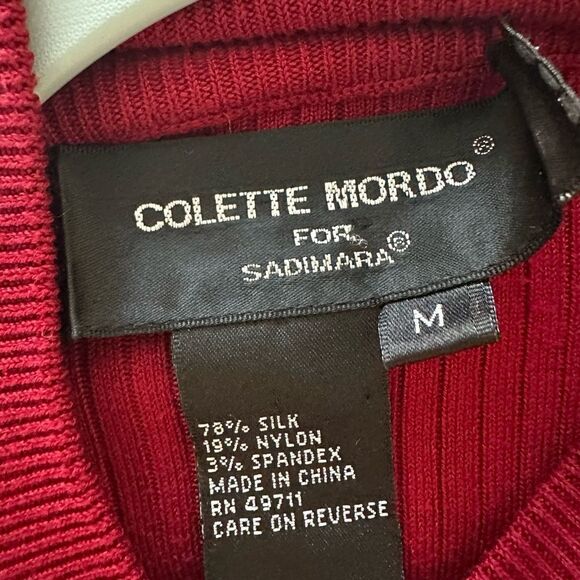 COLETTE MORDO®
FOR
SADIMARA®
M
78% SILK
19% NYLON
3% SPANDEX
MADE IN CHINA
RN 49711
CARE ON REVERSE